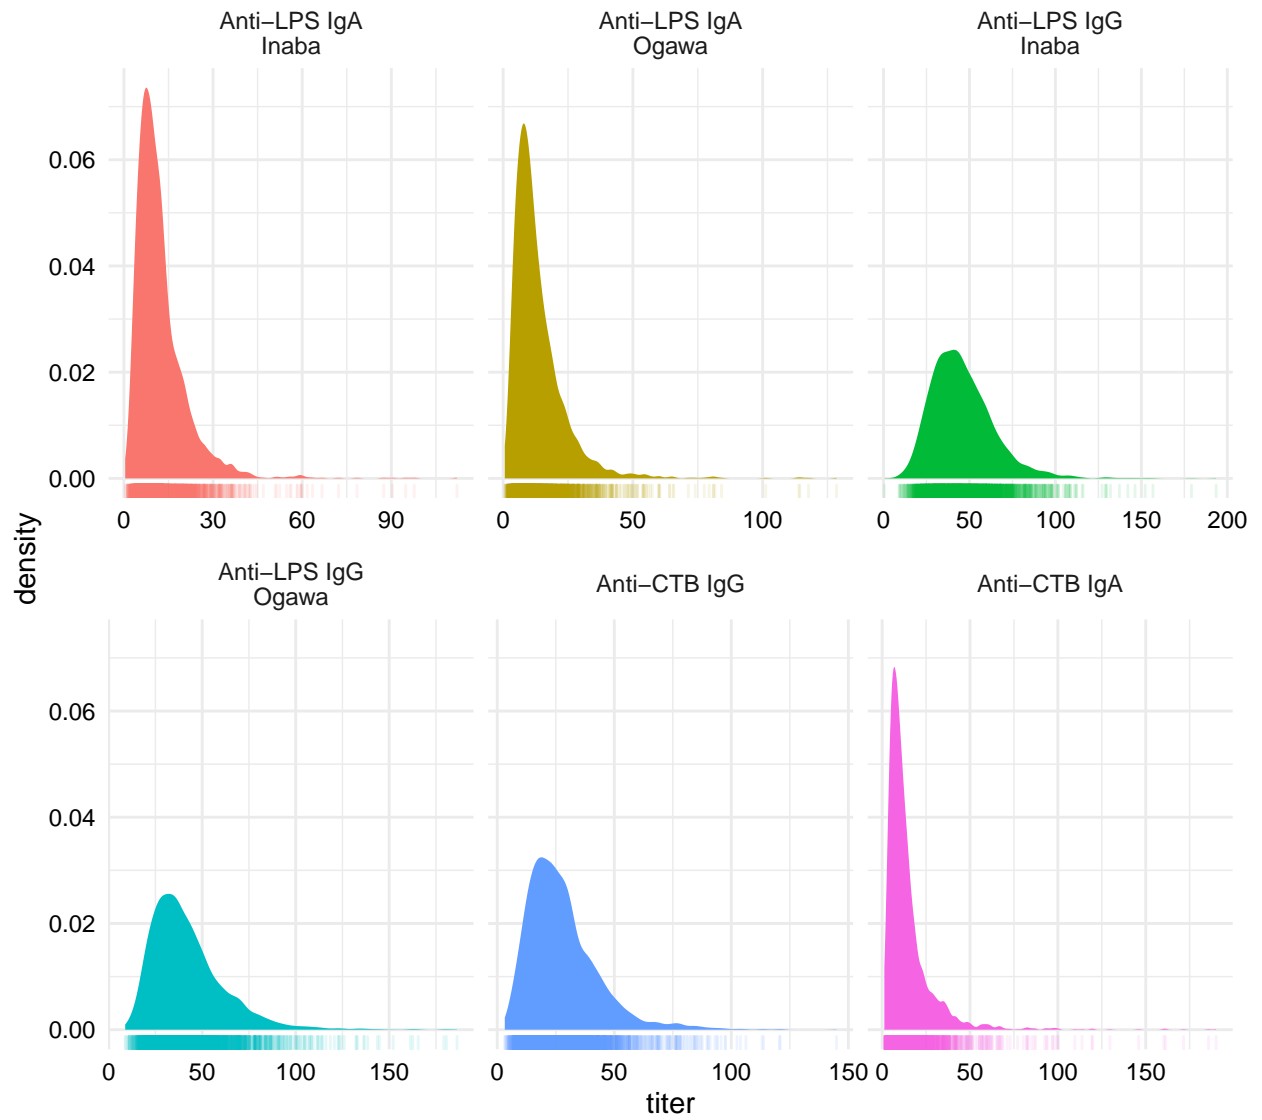 Anti−LPS IgA
Inaba
Anti−LPS IgA
Ogawa
Anti−LPS IgG
Inaba
0.06
0.04
0.02
0.00
0 30 60 90
0 50 100
0 50 100 150 200
density
Anti−LPS IgG
Ogawa
Anti−CTB IgG
Anti−CTB IgA
0.06
0.04
0.02
0.00
0 50 100 150
0 50 100 150
0 50 100 150
titer